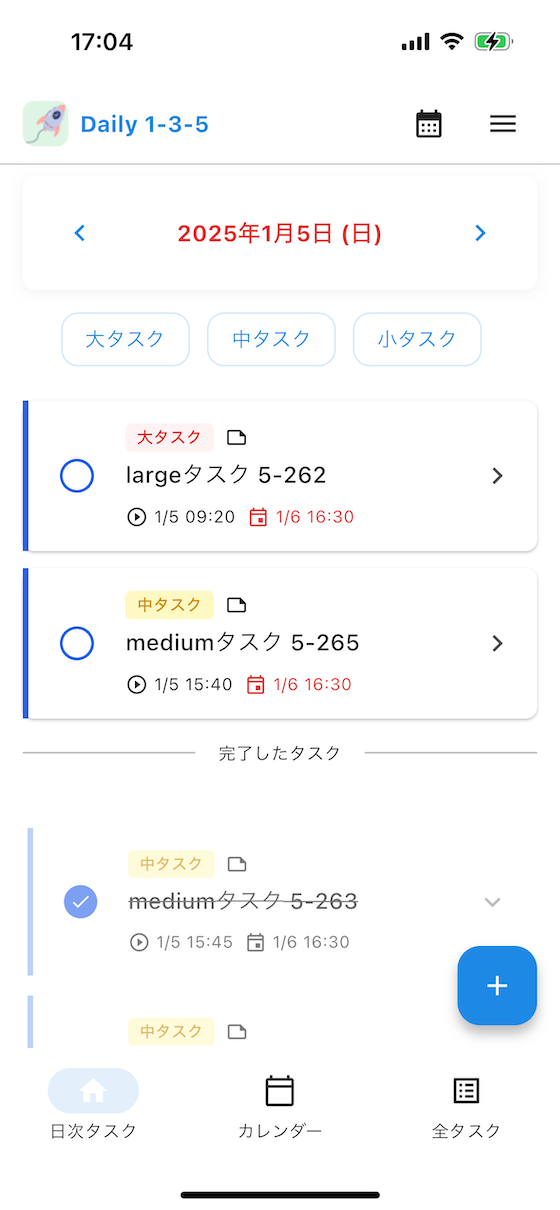 17:04
Daily 1-3-5
2025年1月5日 (日)
大タスク 中タスク 小タスク
大タスク
largeタスク 5-262
1/5 09:20 1/6 16:30
中タスク
mediumタスク 5-265
1/5 15:40 1/6 16:30
完了したタスク
中タスク
mediumタスク 5-263
1/5 15:45 1/6 16:30
中タスク
日次タスク カレンダー 全タスク